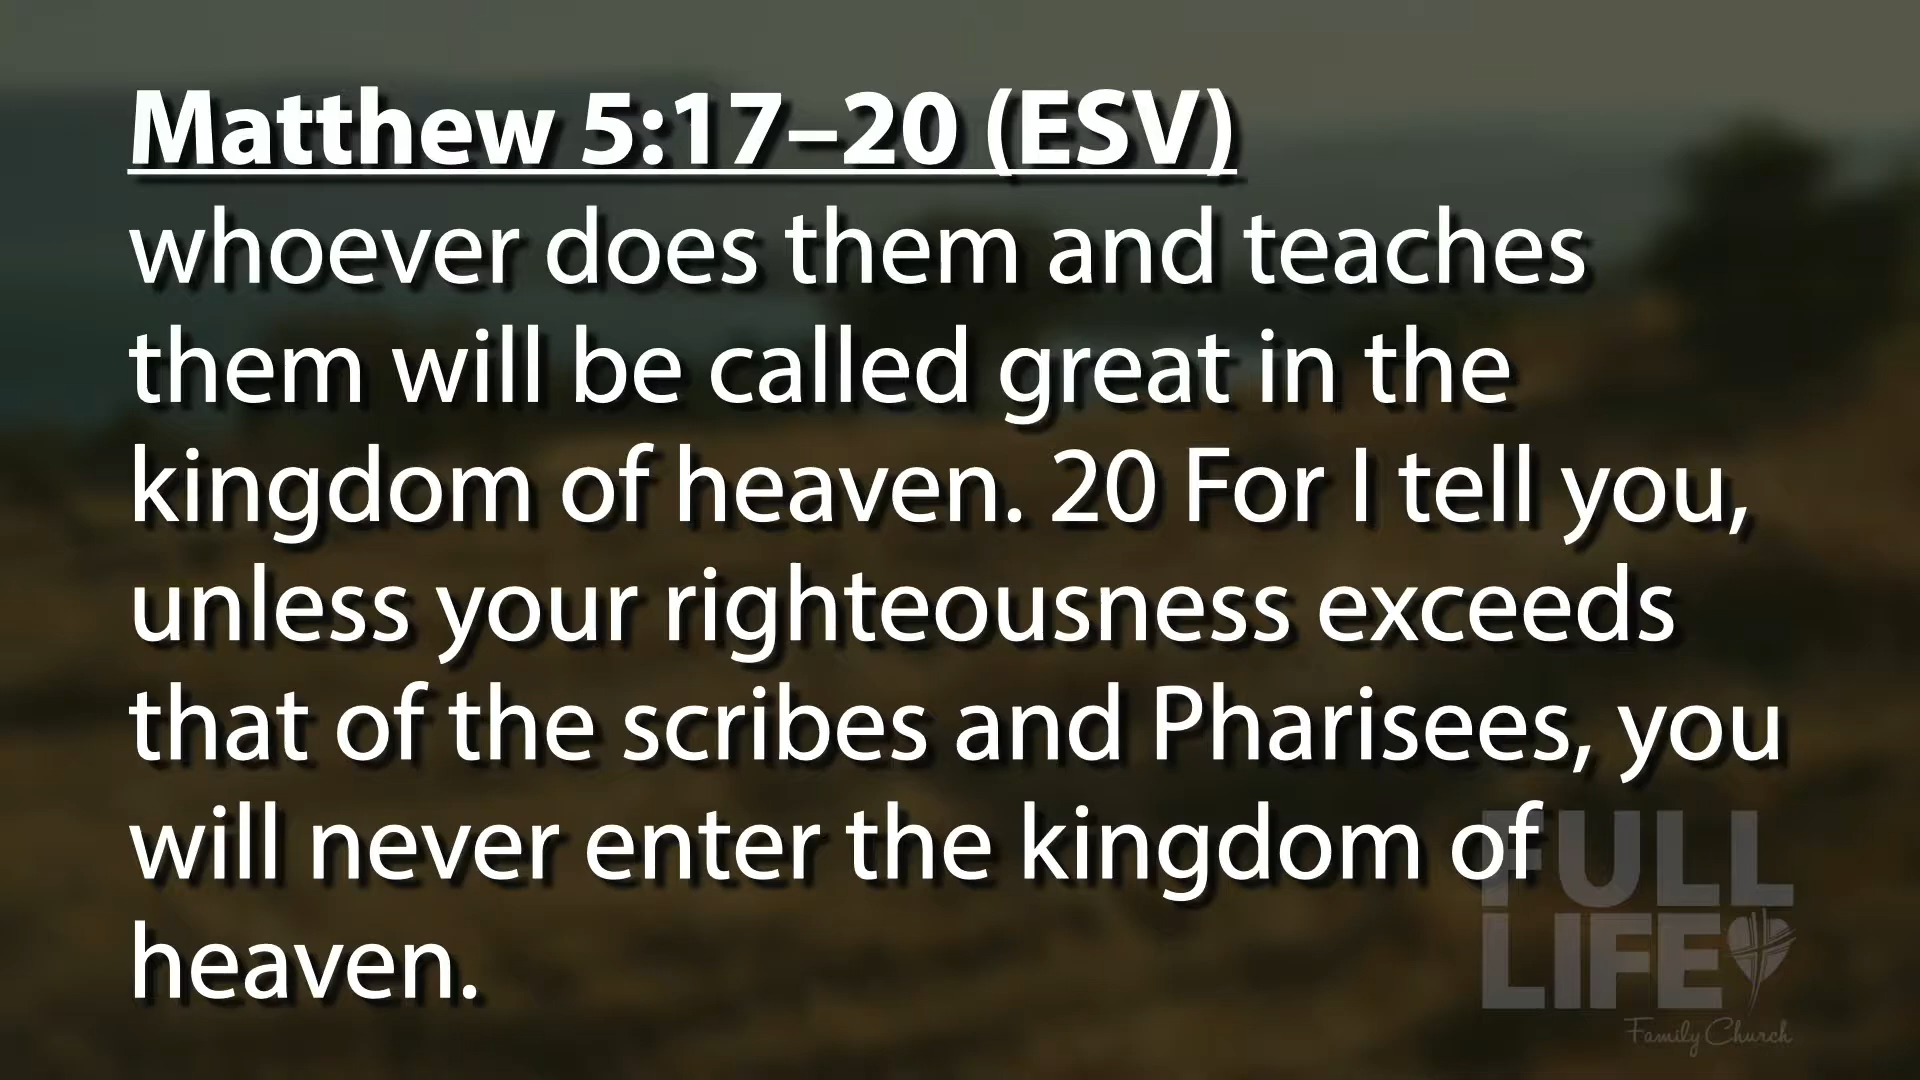 Matthew 5:17–20 (ESV)
whoever does them and teaches
them will be called great in the
kingdom of heaven. 20 For I tell you,
unless your righteousness exceeds
that of the scribes and Pharisees, you
will never enter the kingdom of
heaven.
FULL
LIFE
Family Church